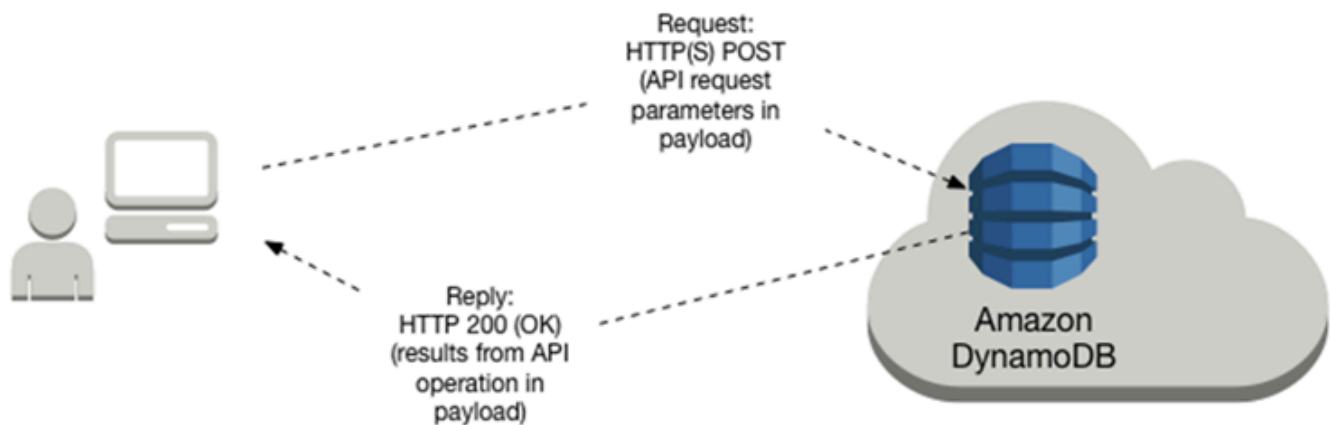 Request:
HTTP(S) POST
(API request
parameters in
payload)
Reply:
HTTP 200 (OK)
(results from API
operation in
payload)
Amazon
DynamoDB